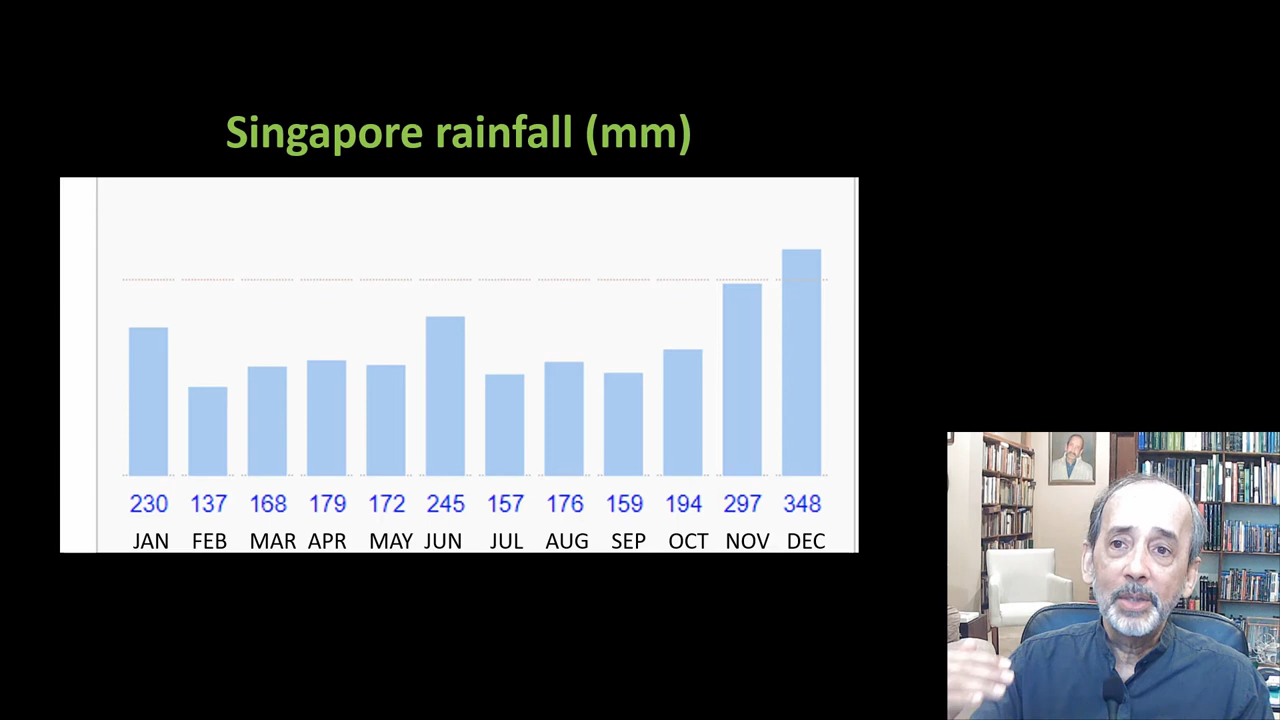 Singapore rainfall (mm)
230 137 168 179 172 245 157 176 159 194 297 348
JAN FEB MAR APR MAY JUN JUL AUG SEP OCT NOV DEC